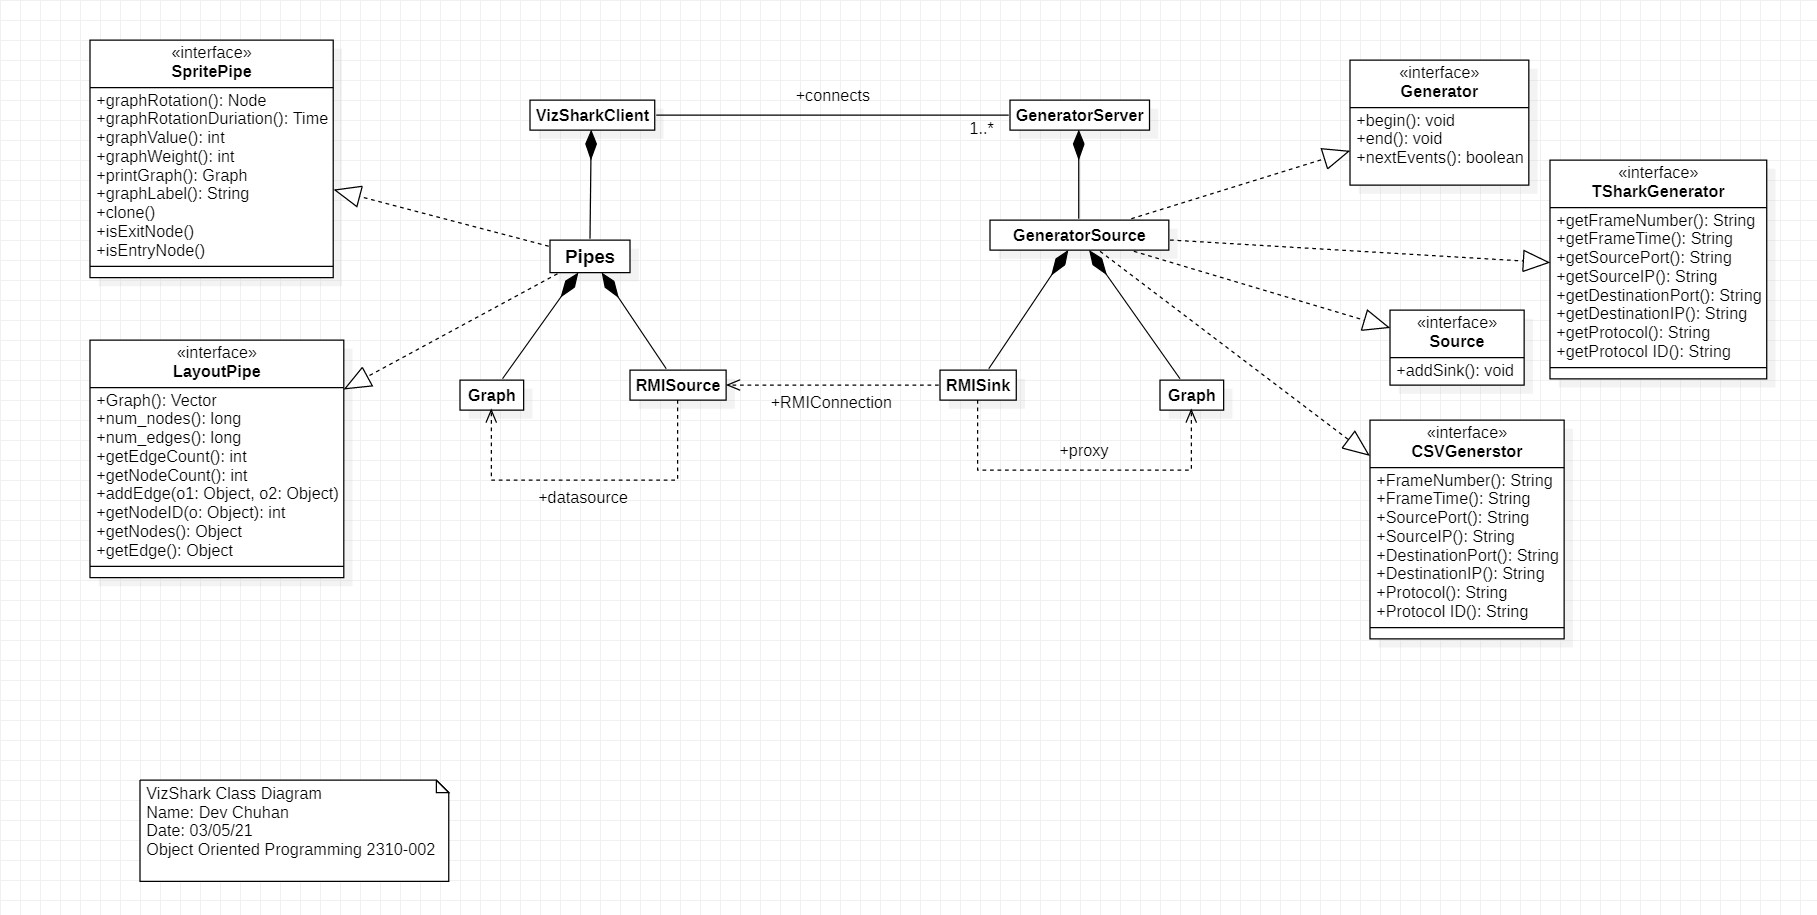 «interface»
SpritePipe
+graphRotation(): Node
+graphRotationDuriation(): Time
+graphValue(): int
+graphWeight(): int
+printGraph(): Graph
+graphLabel(): String
+clone()
+isExitNode()
+isEntryNode()
VizSharkClient
+connects
1..*
GeneratorServer
«interface»
Generator
+begin(): void
+end(): void
+nextEvents(): boolean
«interface»
TSharkGenerator
+getFrameNumber(): String
+getFrameTime(): String
+getSourcePort(): String
+getSourceIP(): String
+getDestinationPort(): String
+getDestinationIP(): String
+getProtocol(): String
+getProtocol ID(): String
Pipes
GeneratorSource
«interface»
Source
+addSink(): void
«interface»
LayoutPipe
+Graph(): Vector
+num_nodes(): long
+num_edges(): long
+getEdgeCount(): int
+getNodeCount(): int
+addEdge(o1: Object, o2: Object)
+getNodeID(o: Object): int
+getNodes(): Object
+getEdge(): Object
Graph
RMISource
+RMIConnection
RMISink
Graph
+datasource
+proxy
«interface»
CSVGenerstor
+FrameNumber(): String
+FrameTime(): String
+SourcePort(): String
+SourceIP(): String
+DestinationPort(): String
+DestinationIP(): String
+Protocol(): String
+Protocol ID(): String
VizShark Class Diagram
Name: Dev Chuhan
Date: 03/05/21
Object Oriented Programming 2310-002